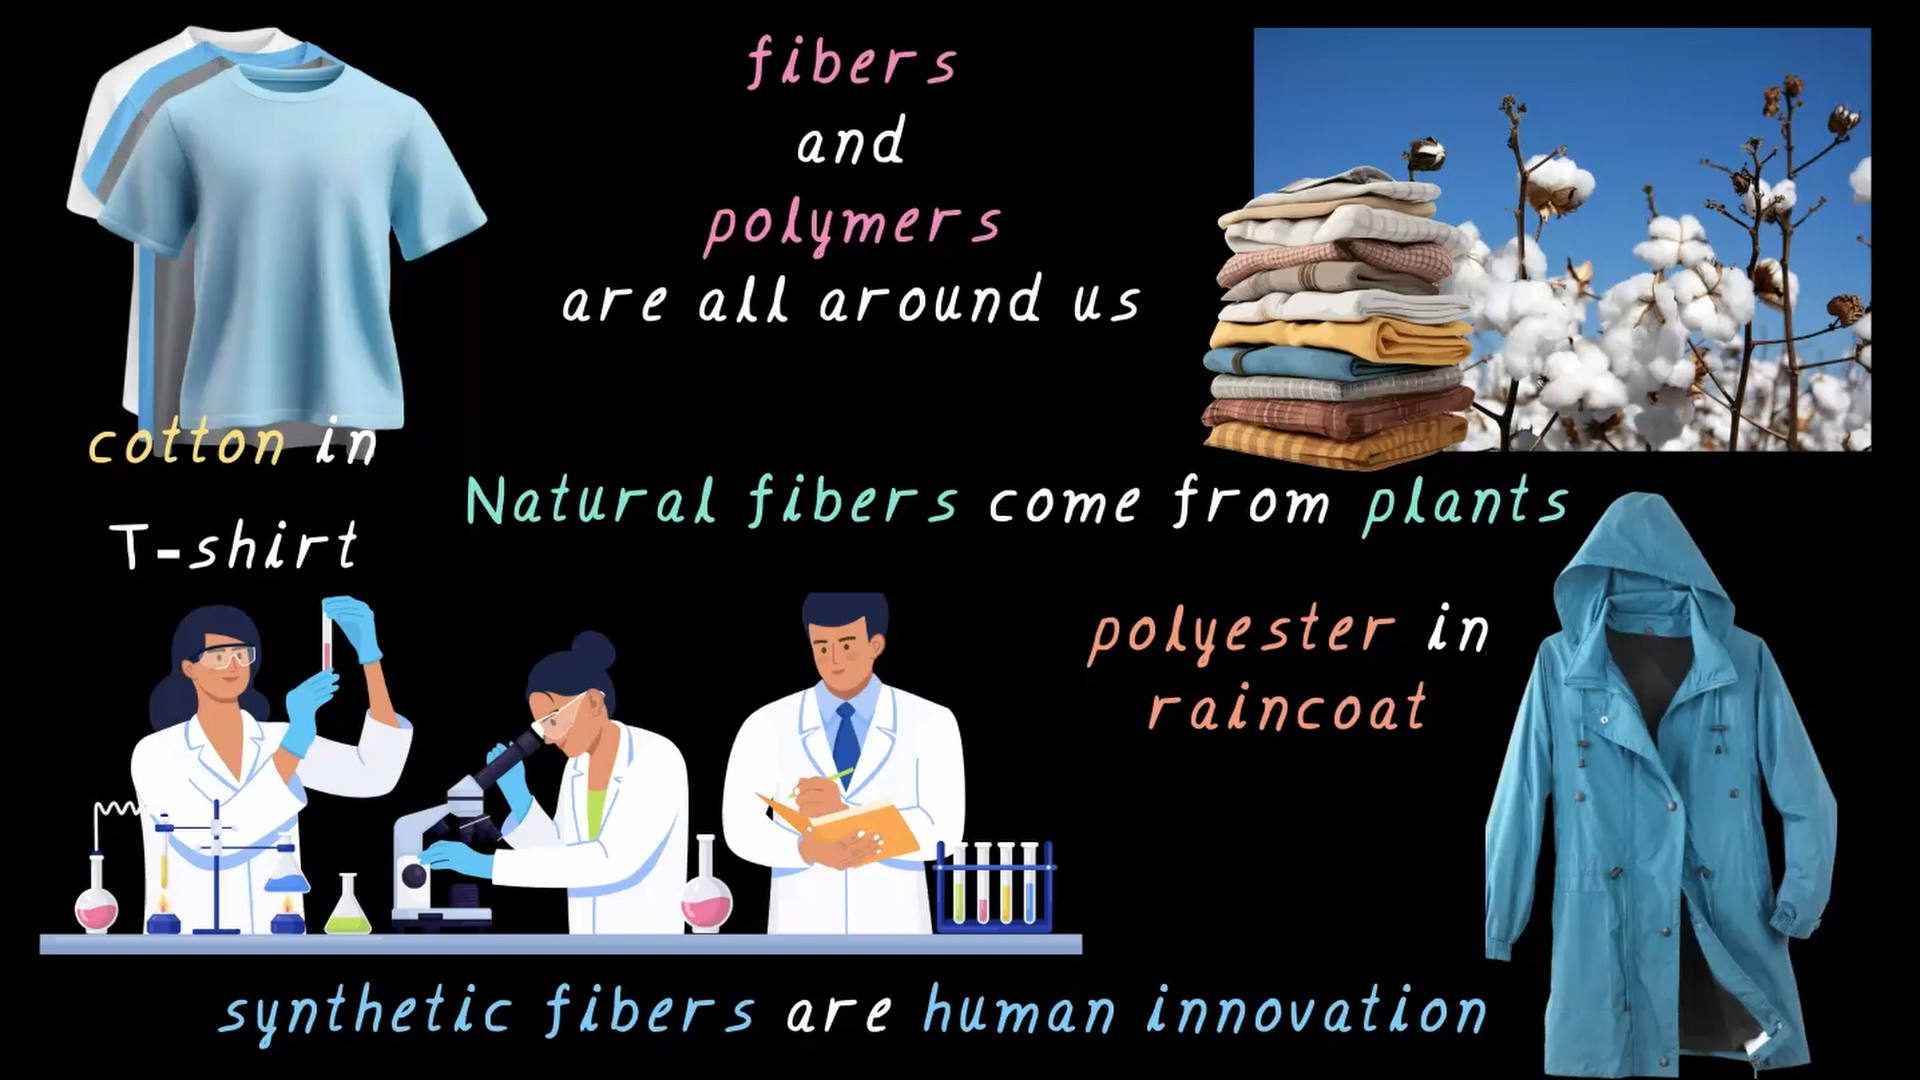 fibers
and
polymers
are all around us
cotton in
T-shirt
Natural fibers come from plants
polyester in
raincoat
synthetic fibers are human innovation